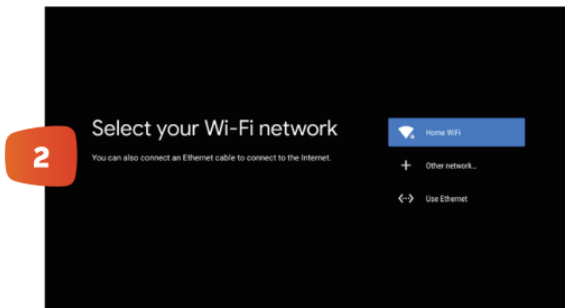 Select your Wi-Fi network
You can also connect an Ethernet cable to connect to the Internet.
2
Home WiFi
Other network...
Use Ethernet